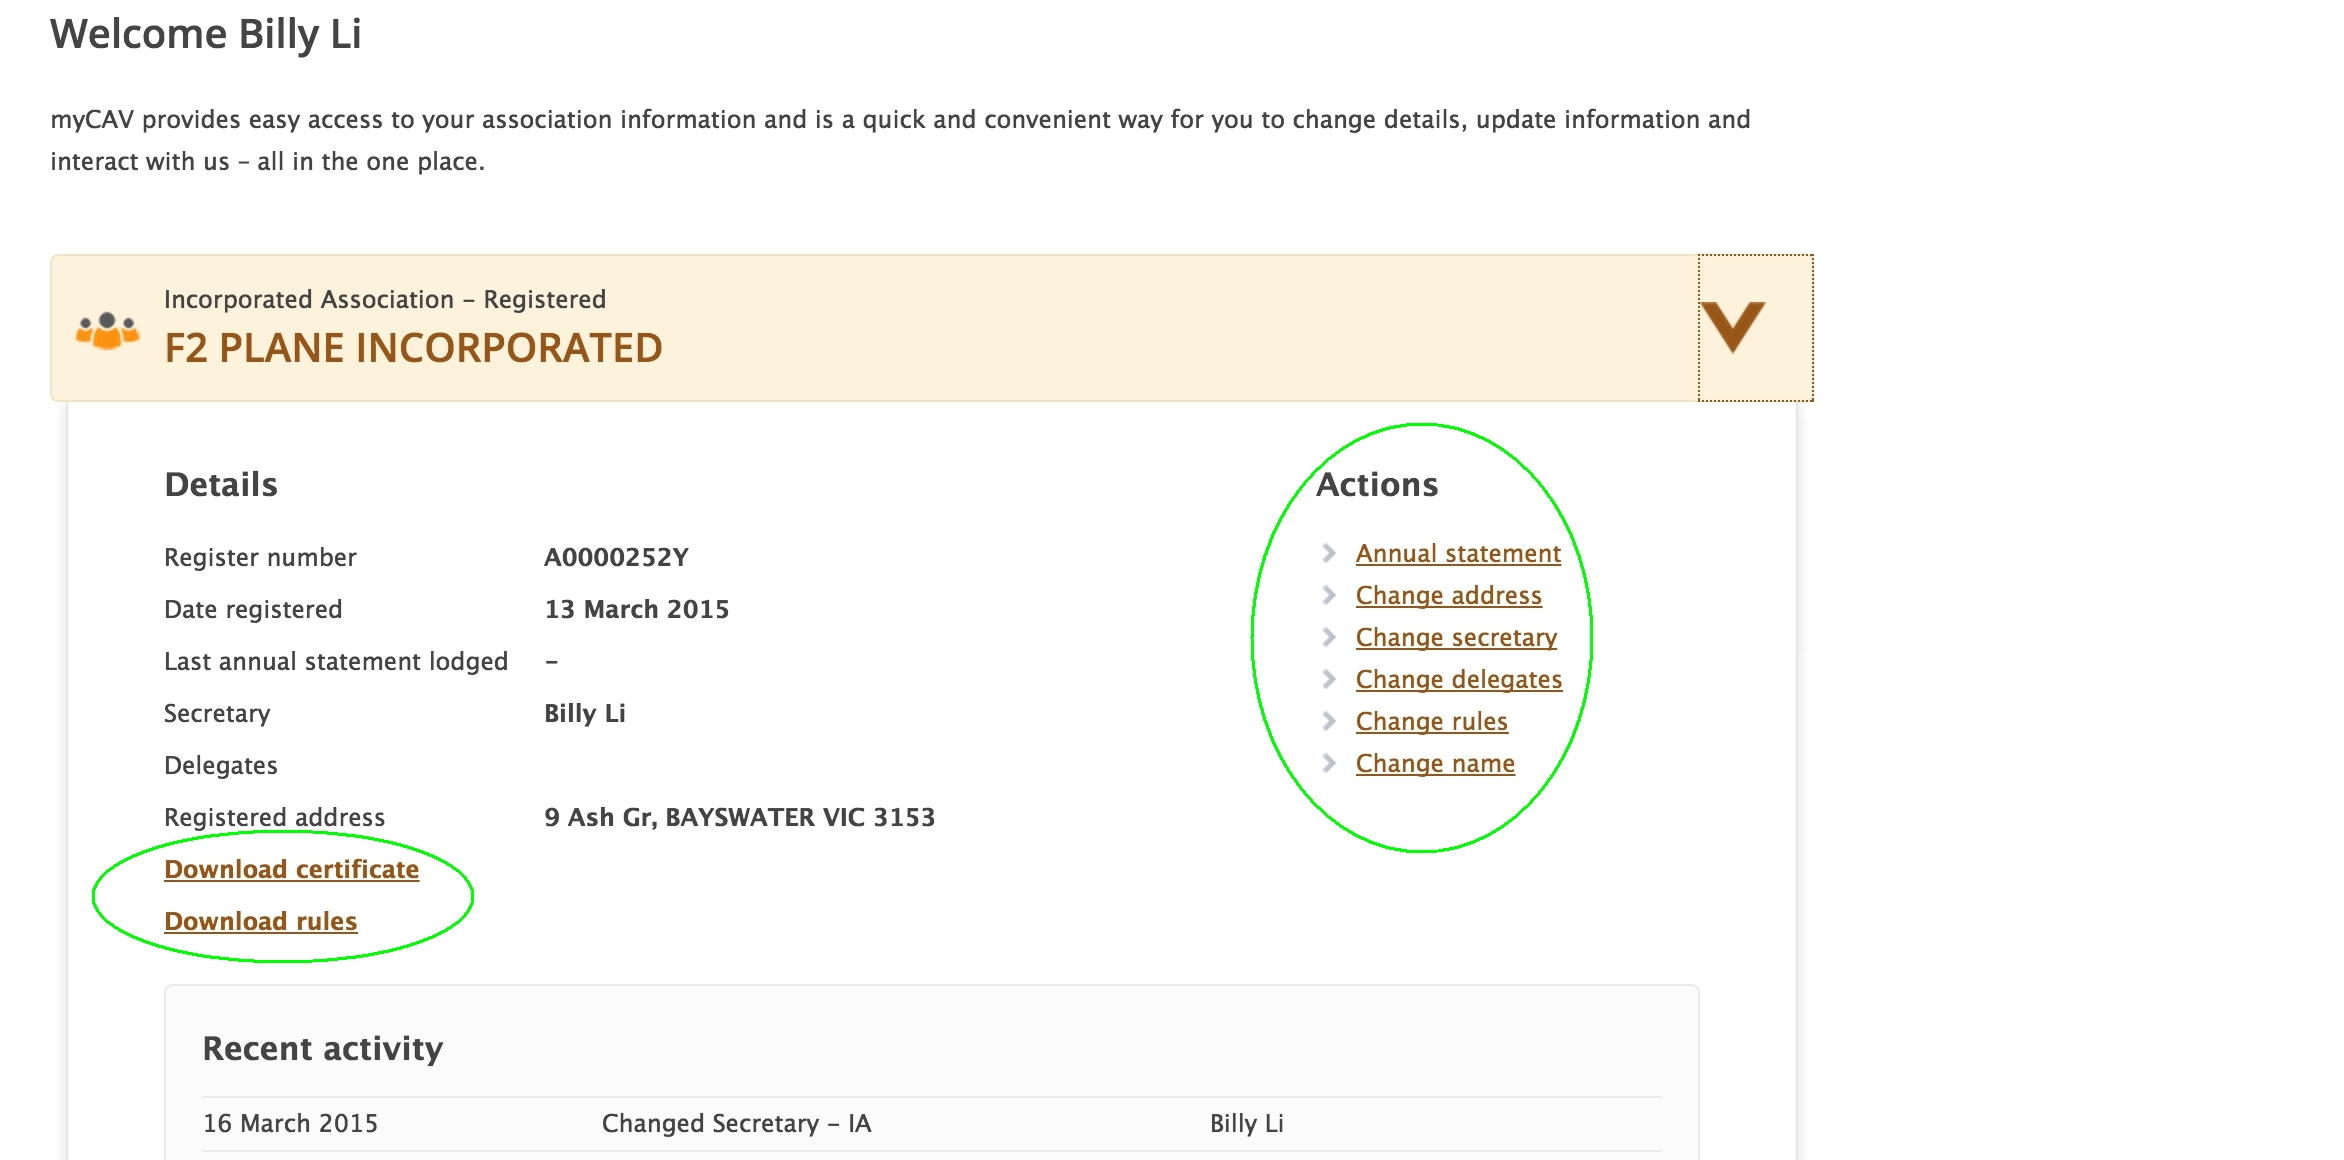 Welcome Billy Li
myCAV provides easy access to your association information and is a quick and convenient way for you to change details, update information and
interact with us – all in the one place.
Incorporated Association – Registered
F2 PLANE INCORPORATED
Details
Register number A0000252Y
Date registered 13 March 2015
Last annual statement lodged –
Secretary Billy Li
Delegates
Registered address 9 Ash Gr, BAYSWATER VIC 3153
Download certificate
Download rules
Actions
Annual statement
Change address
Change secretary
Change delegates
Change rules
Change name
Recent activity
16 March 2015 Changed Secretary – IA Billy Li